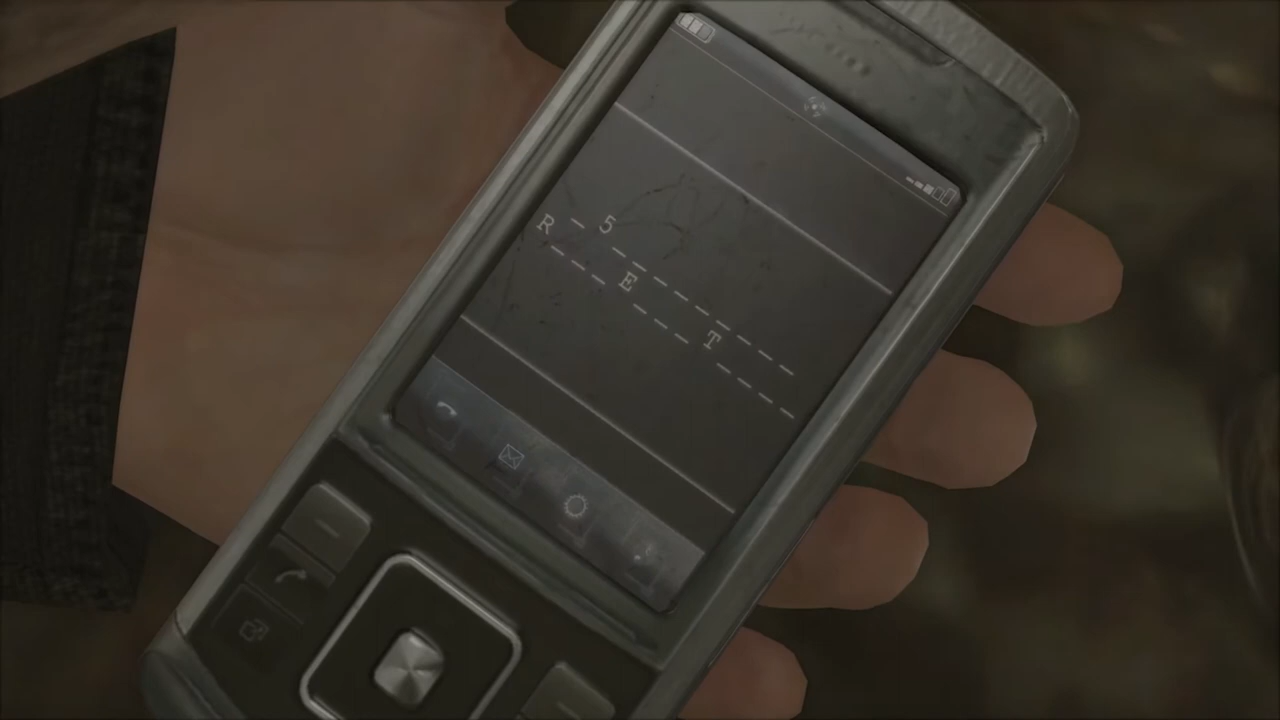 _ 5 _ _ _ _ _ _ _ _ _
R _ _ _ E _ _ _ T _ _ _ _